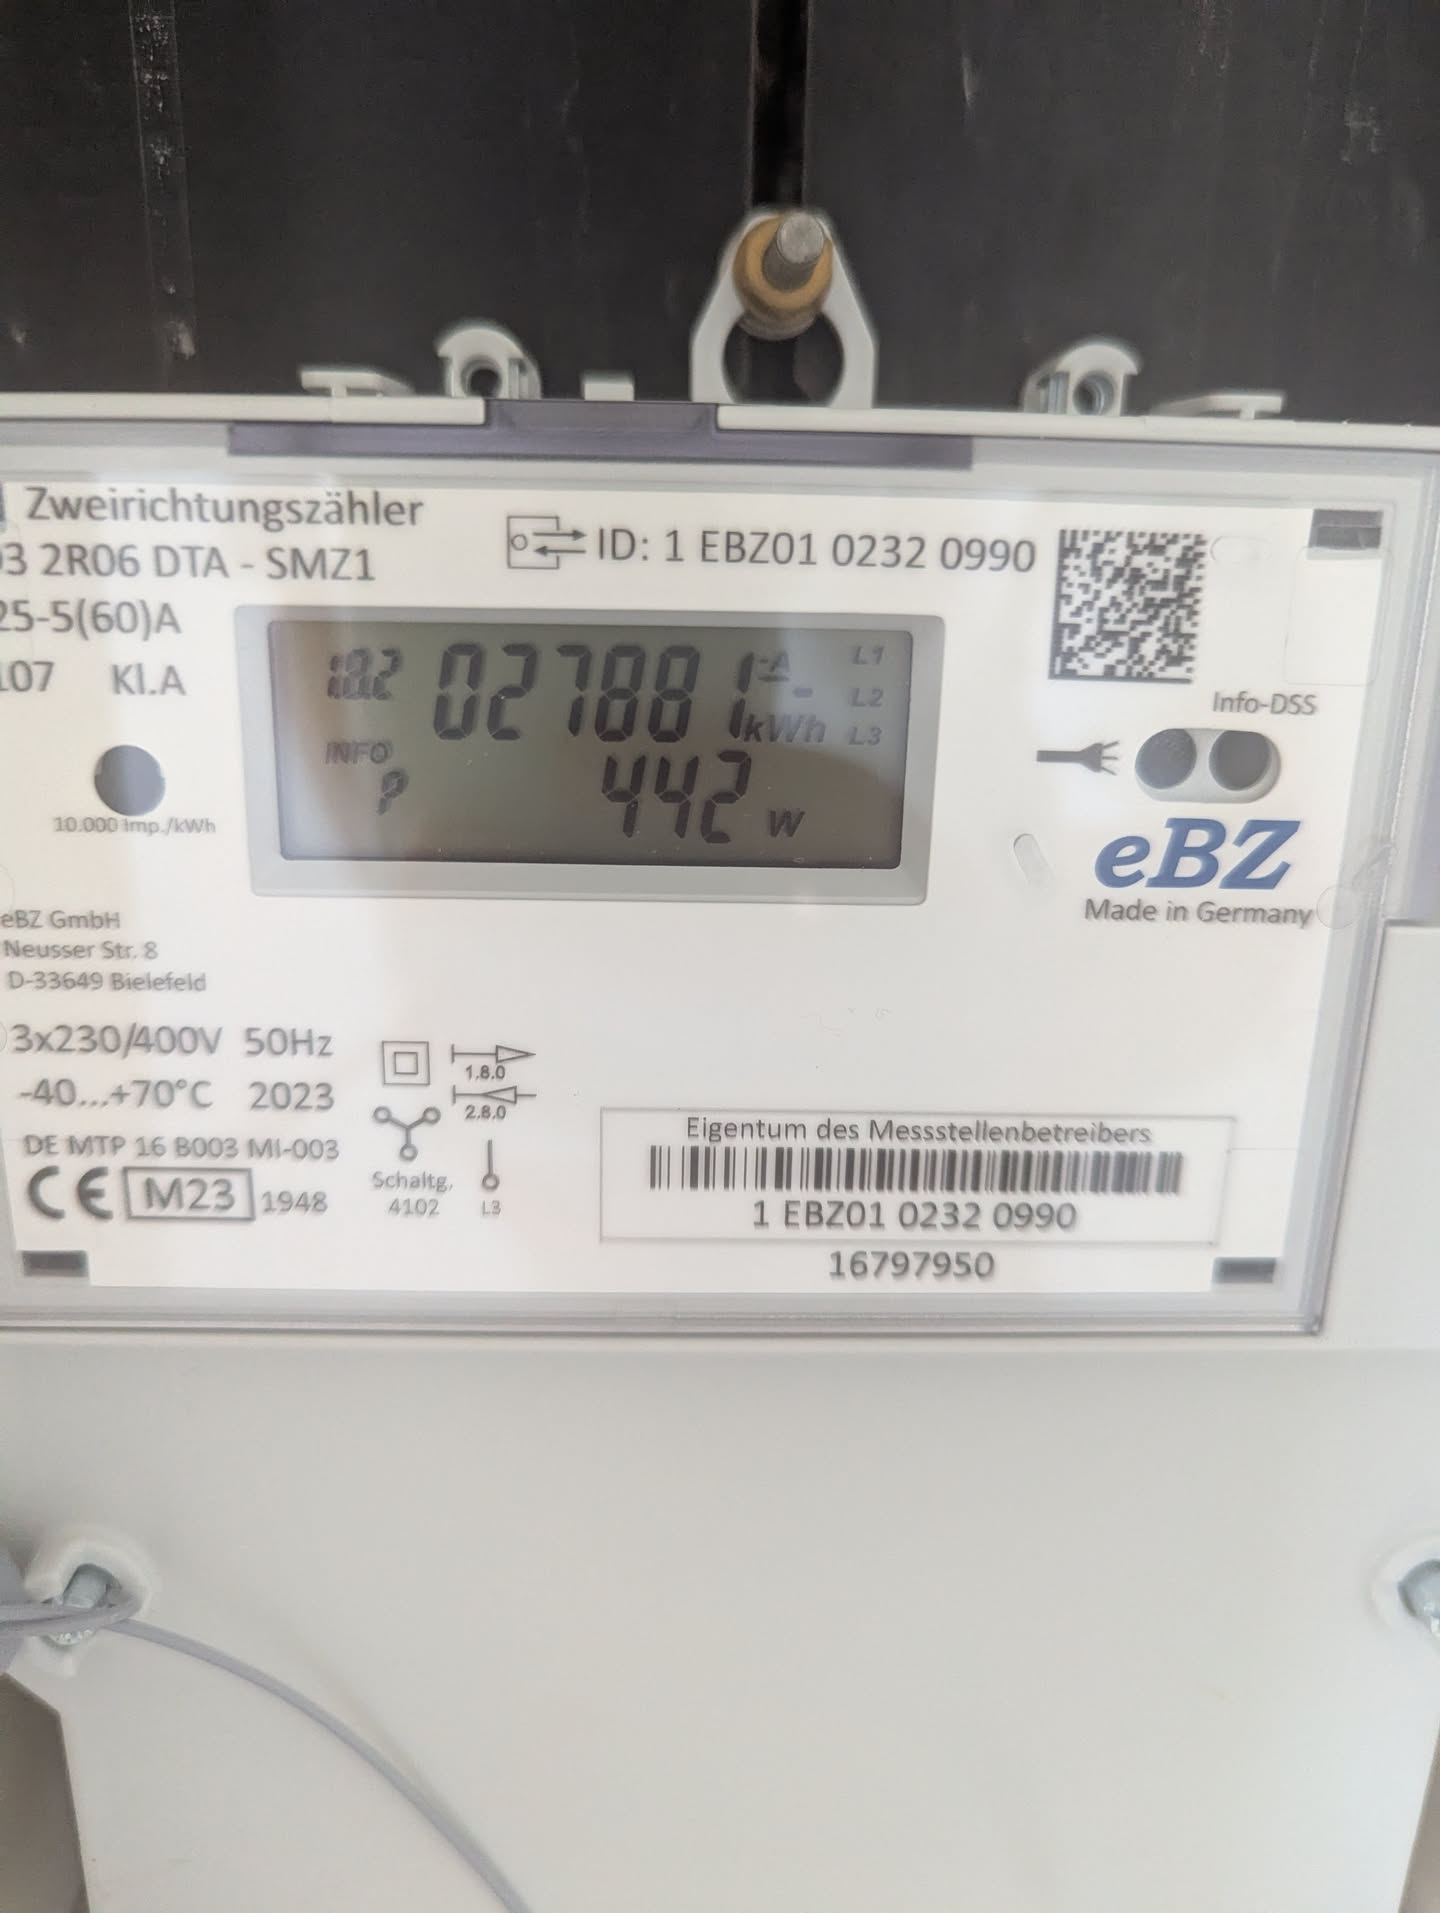 Zweirichtungszähler
03 2R06 DTA - SMZ1
25-5(60)A
107 Kl.A
ID: 1 EBZ01 0232 0990
Info-DSS
1.8.2 027881 kWh
-A
L1
L2
L3
INFO
P 442 W
10.000 Imp./kWh
eBZ
Made in Germany
eBZ GmbH
Neusser Str. 8
D-33649 Bielefeld
3x230/400V 50Hz
-40...+70°C 2023
DE MTP 16 B003 MI-003
CE M23 1948
1.8.0
2.8.0
Schaltg.
4102
L3
Eigentum des Messstellenbetreibers
1 EBZ01 0232 0990
16797950